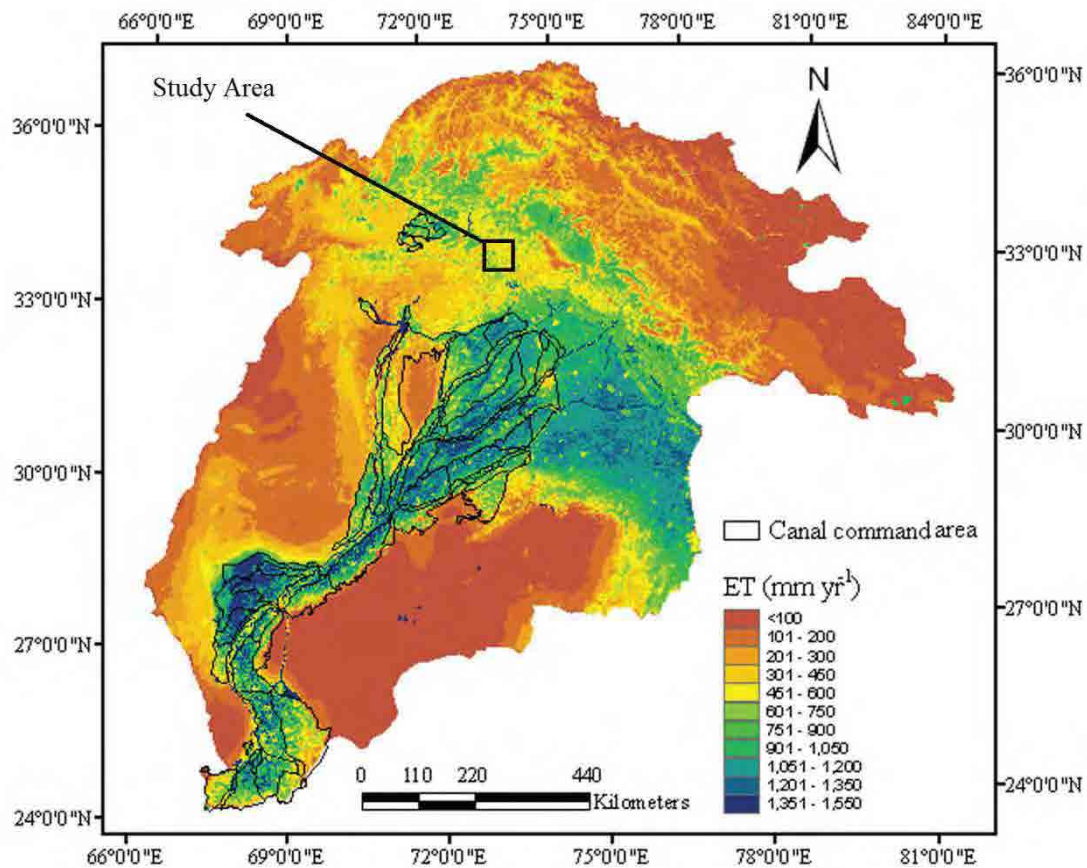 66°0'0"E 69°0'0"E 72°0'0"E 75°0'0"E 78°0'0"E 81°0'0"E 84°0'0"E
Study Area
N
36°0'0"N
36°0'0"N
33°0'0"N
33°0'0"N
30°0'0"N
30°0'0"N
Canal command area
ET (mm yr-1)
<100
101 - 200
201 - 300
301 - 450
451 - 600
601 - 750
751 - 900
901 - 1,050
1,051 - 1,200
1,201 - 1,350
1,351 - 1,550
27°0'0"N
27°0'0"N
0 110 220 440
Kilometers
24°0'0"N
24°0'0"N
66°0'0"E 69°0'0"E 72°0'0"E 75°0'0"E 78°0'0"E 81°0'0"E 84°0'0"E